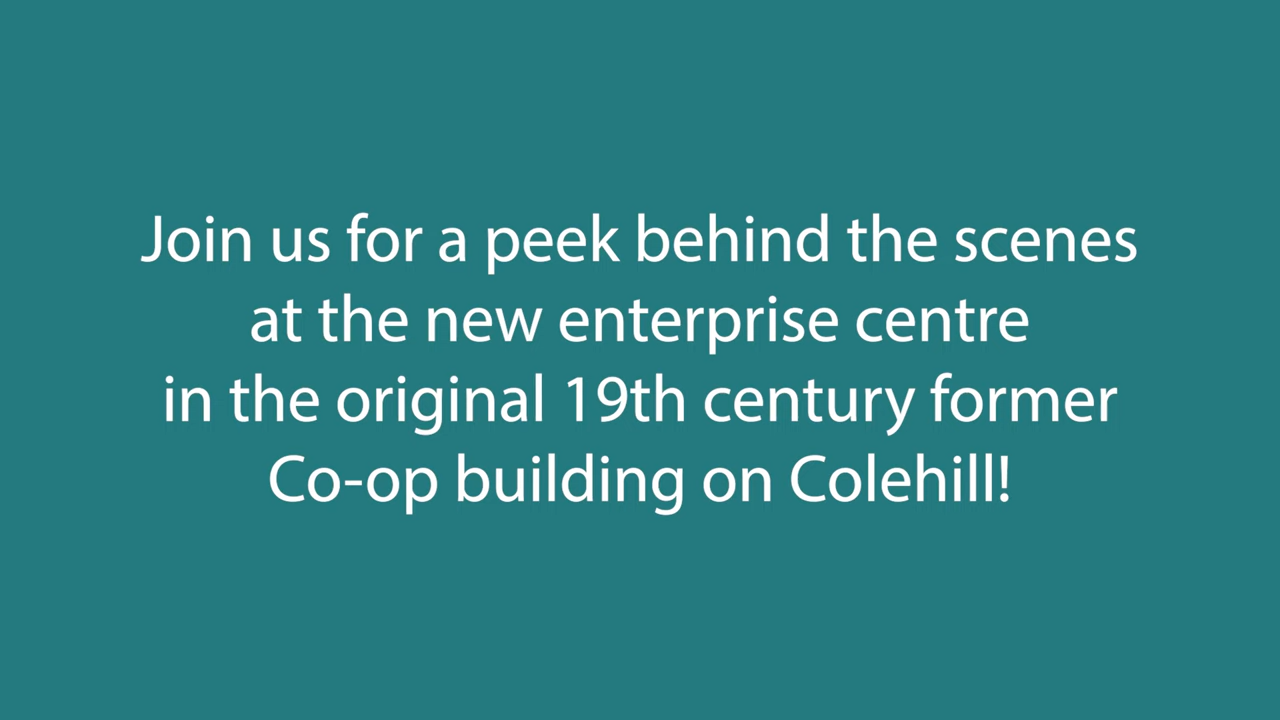 Join us for a peek behind the scenes
at the new enterprise centre
in the original 19th century former
Co-op building on Colehill!